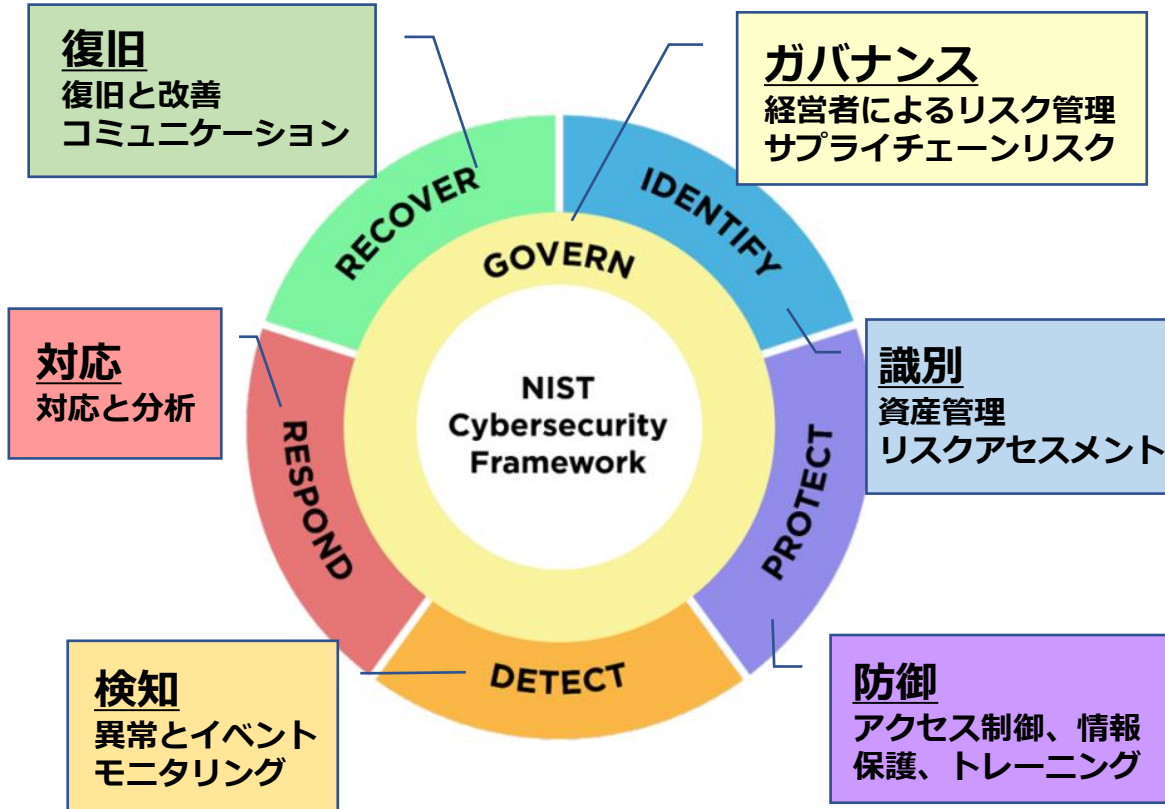 復旧
復旧と改善
コミュニケーション
ガバナンス
経営者によるリスク管理
サプライチェーンリスク
RECOVER
IDENTIFY
GOVERN
対応
対応と分析
NIST
Cybersecurity
Framework
識別
資産管理
リスクアセスメント
RESPOND
PROTECT
DETECT
検知
異常とイベント
モニタリング
防御
アクセス制御、情報
保護、トレーニング